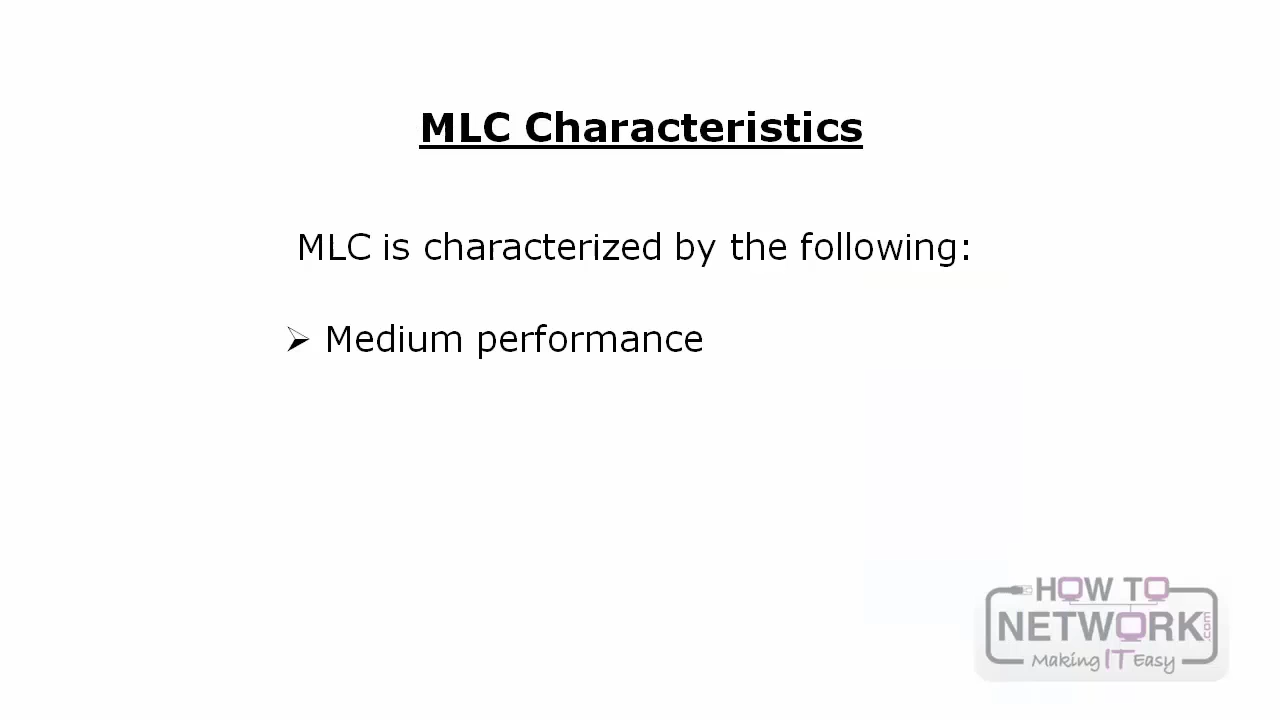 MLC Characteristics
MLC is characterized by the following:
➢ Medium performance
HOW TO
NETWORK.com
Making IT Easy